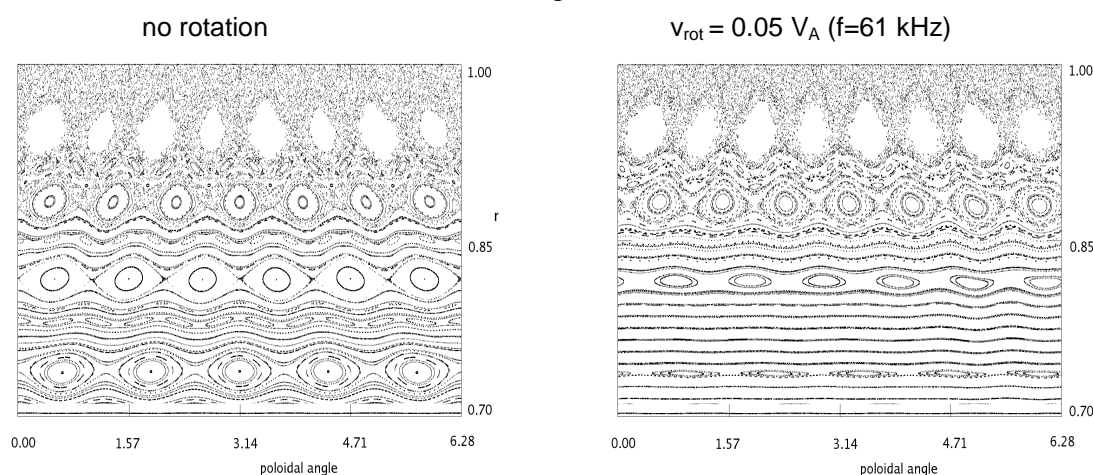 no rotation
1.00
r
0.85
0.70
0.00 1.57 3.14 4.71 6.28
poloidal angle
v_rot = 0.05 V_A (f=61 kHz)
1.00
0.85
0.70
0.00 1.57 3.14 4.71 6.28
poloidal angle